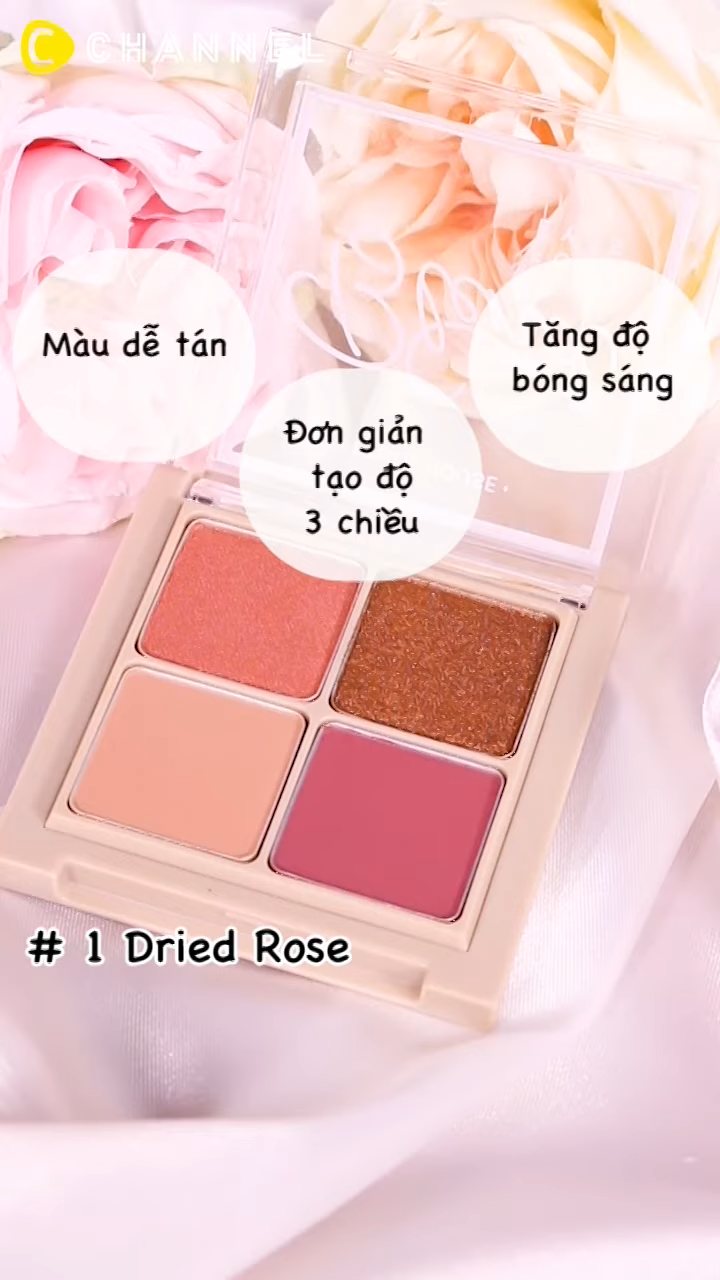 C CHANNEL
Màu dễ tán
Tăng độ
bóng sáng
Đơn giản
tạo độ
3 chiều
# 1 Dried Rose